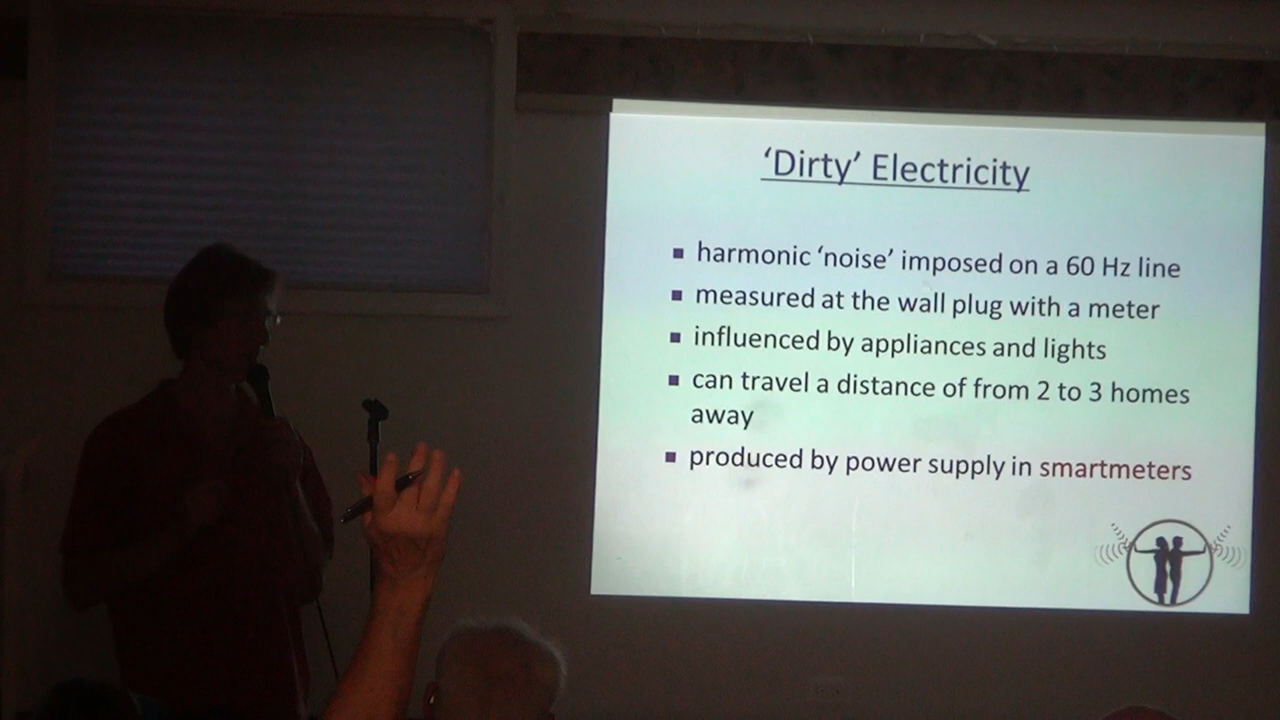 ‘Dirty’ Electricity
harmonic ‘noise’ imposed on a 60 Hz line
measured at the wall plug with a meter
influenced by appliances and lights
can travel a distance of from 2 to 3 homes
away
produced by power supply in smartmeters